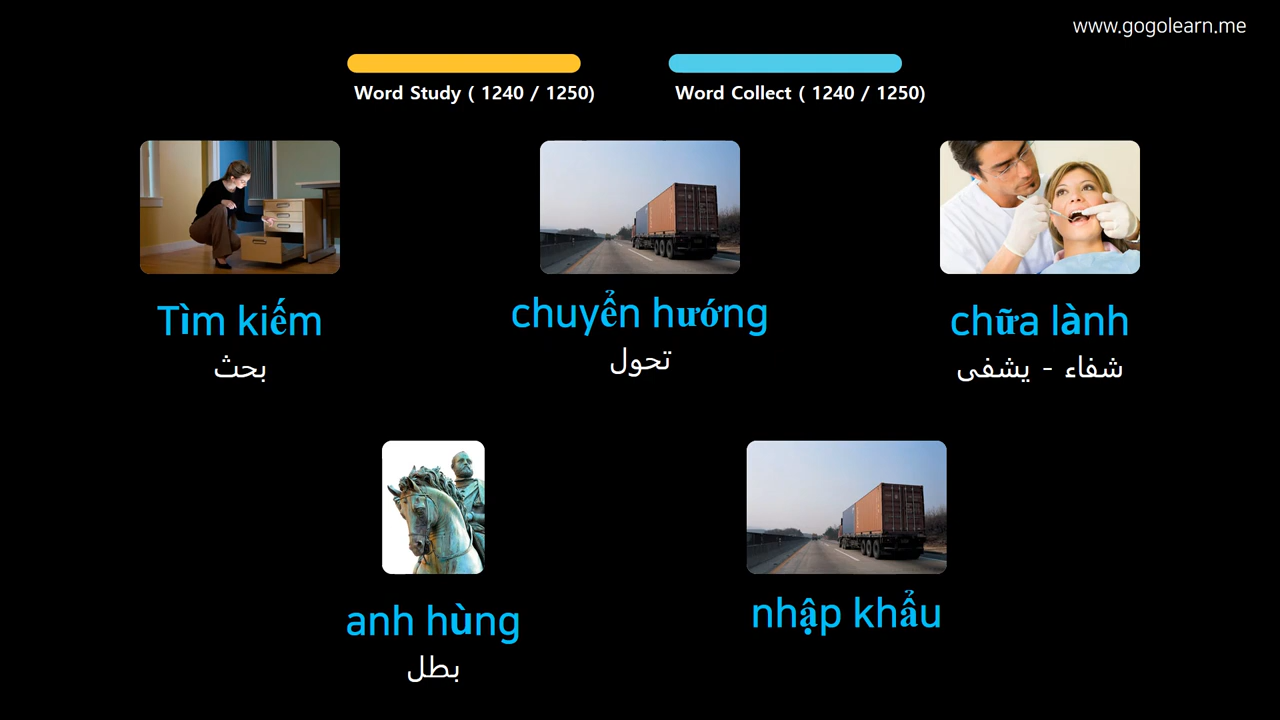 www.gogolearn.me
Word Study ( 1240 / 1250)
Word Collect ( 1240 / 1250)
Tìm kiếm
بحث
chuyển hướng
تحول
chữa lành
شفاء - يشفى
anh hùng
بطل
nhập khẩu